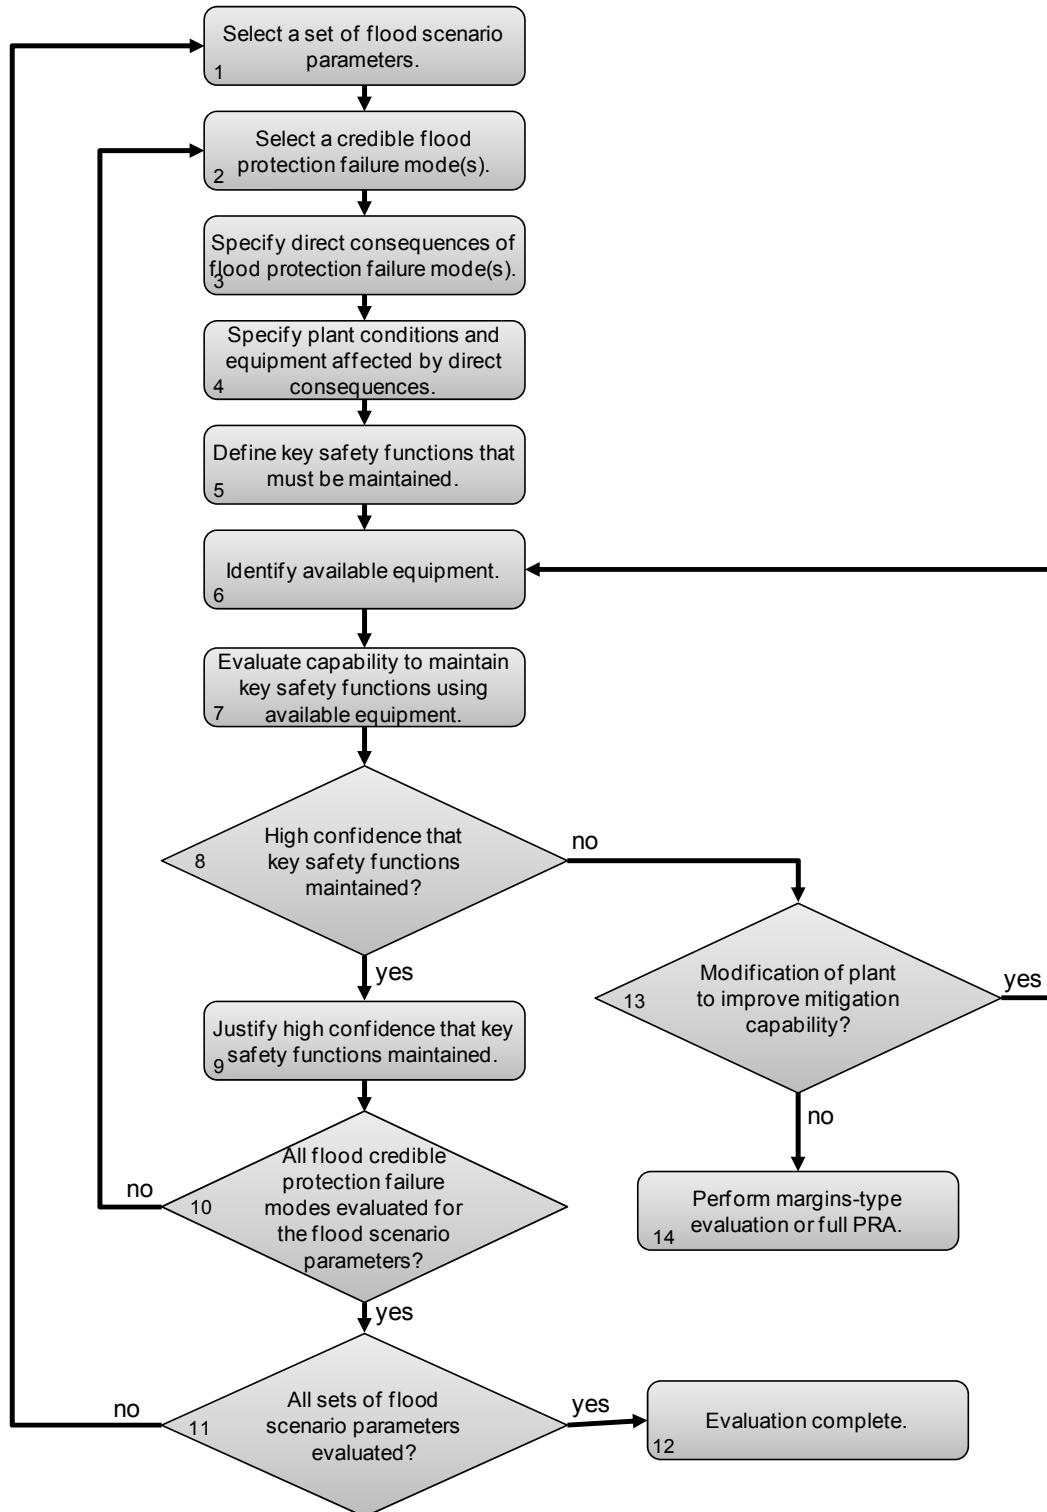 Select a set of flood scenario
parameters.
1
Select a credible flood
protection failure mode(s).
2
Specify direct consequences of
flood protection failure mode(s).
3
Specify plant conditions and
equipment affected by direct
consequences.
4
Define key safety functions that
must be maintained.
5
Identify available equipment.
6
Evaluate capability to maintain
key safety functions using
available equipment.
7
High confidence that
key safety functions
maintained?
8
no
yes
Modification of plant
to improve mitigation
capability?
13
yes
no
Justify high confidence that key
safety functions maintained.
9
All flood credible
protection failure
modes evaluated for
the flood scenario
parameters?
10
no
yes
Perform margins-type
evaluation or full PRA.
14
All sets of flood
scenario parameters
evaluated?
11
no
yes
Evaluation complete.
12